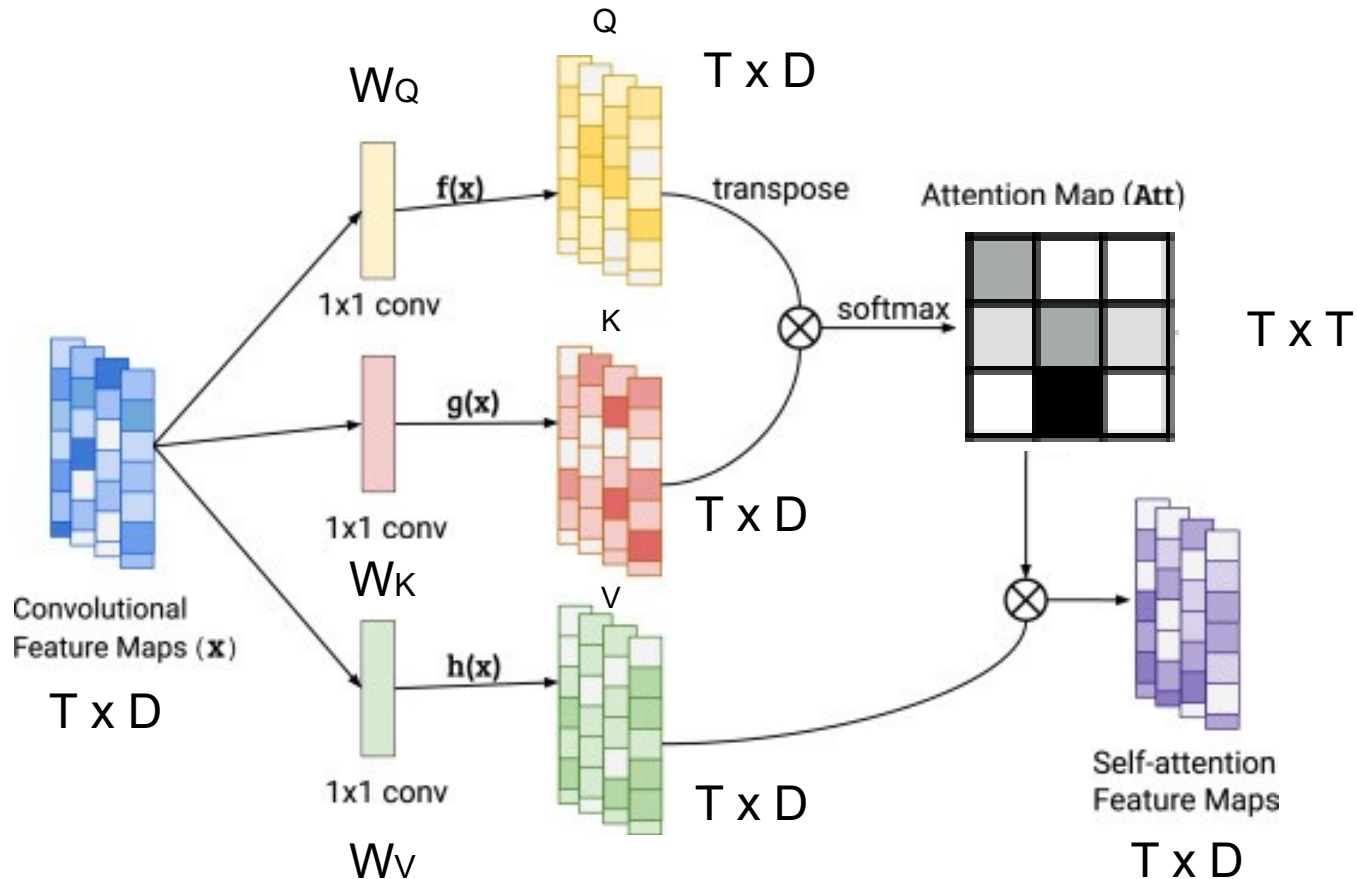 Q
T x D
WQ
f(x)
transpose
1x1 conv
Attention Map (Att)
softmax
T x T
K
g(x)
T x D
1x1 conv
WK
Convolutional
Feature Maps (x)
T x D
V
h(x)
T x D
1x1 conv
WV
Self-attention
Feature Maps
T x D